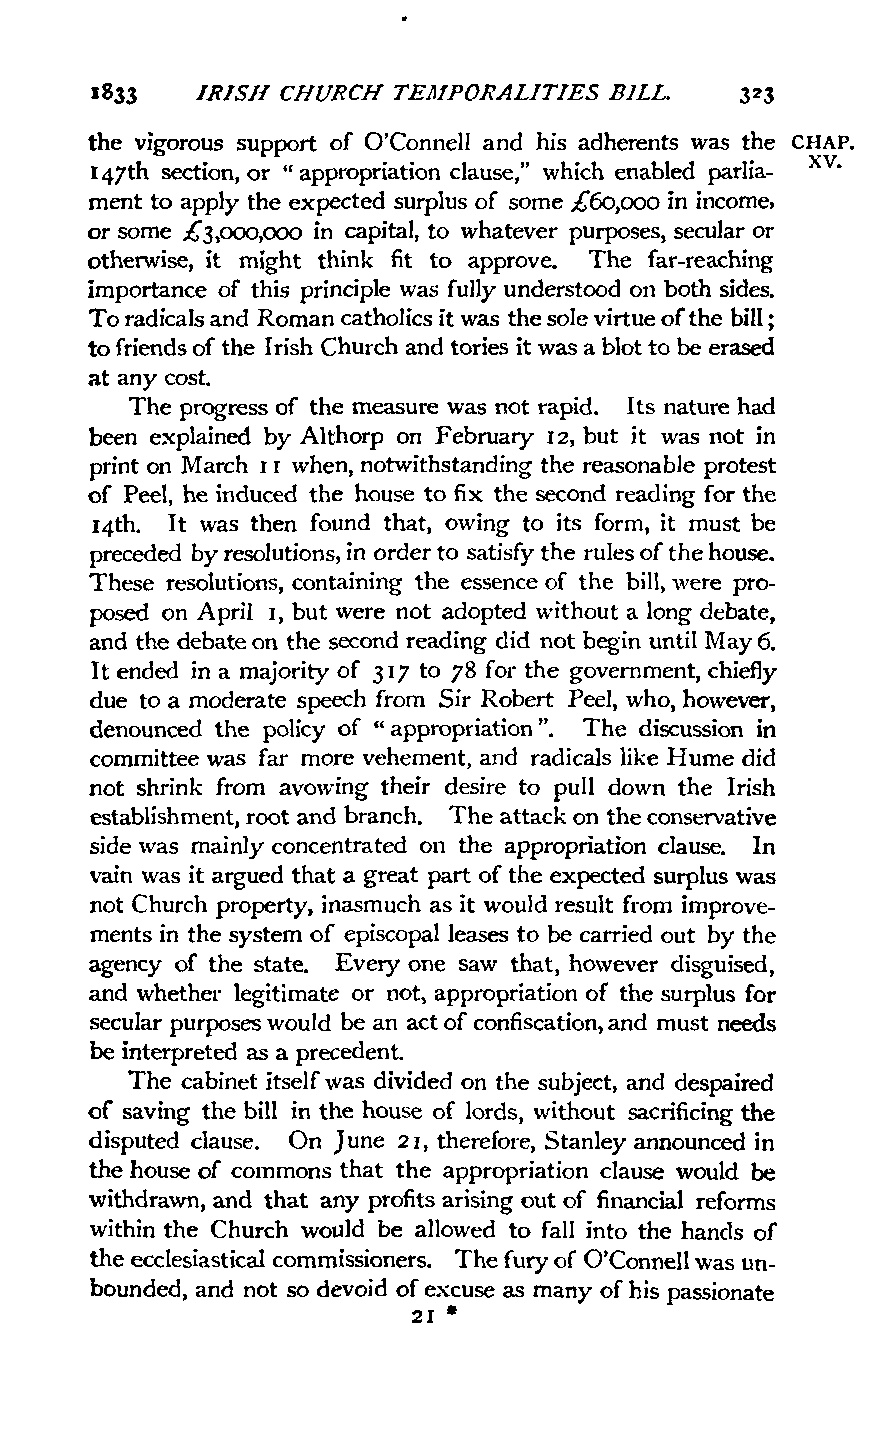 1833 IRISH CHURCH TEMPORALITIES BILL. 323
the vigorous support of O'Connell and his adherents was the CHAP.
147th section, or " appropriation clause," which enabled parlia- XV.
ment to apply the expected surplus of some £60,000 in income,
or some £3,000,000 in capital, to whatever purposes, secular or
otherwise, it might think fit to approve. The far-reaching
importance of this principle was fully understood on both sides.
To radicals and Roman catholics it was the sole virtue of the bill ;
to friends of the Irish Church and tories it was a blot to be erased
at any cost.
The progress of the measure was not rapid. Its nature had
been explained by Althorp on February 12, but it was not in
print on March 11 when, notwithstanding the reasonable protest
of Peel, he induced the house to fix the second reading for the
14th. It was then found that, owing to its form, it must be
preceded by resolutions, in order to satisfy the rules of the house.
These resolutions, containing the essence of the bill, were pro-
posed on April 1, but were not adopted without a long debate,
and the debate on the second reading did not begin until May 6.
It ended in a majority of 317 to 78 for the government, chiefly
due to a moderate speech from Sir Robert Peel, who, however,
denounced the policy of " appropriation ". The discussion in
committee was far more vehement, and radicals like Hume did
not shrink from avowing their desire to pull down the Irish
establishment, root and branch. The attack on the conservative
side was mainly concentrated on the appropriation clause. In
vain was it argued that a great part of the expected surplus was
not Church property, inasmuch as it would result from improve-
ments in the system of episcopal leases to be carried out by the
agency of the state. Every one saw that, however disguised,
and whether legitimate or not, appropriation of the surplus for
secular purposes would be an act of confiscation, and must needs
be interpreted as a precedent.
The cabinet itself was divided on the subject, and despaired
of saving the bill in the house of lords, without sacrificing the
disputed clause. On June 21, therefore, Stanley announced in
the house of commons that the appropriation clause would be
withdrawn, and that any profits arising out of financial reforms
within the Church would be allowed to fall into the hands of
the ecclesiastical commissioners. The fury of O'Connell was un-
bounded, and not so devoid of excuse as many of his passionate
21 *